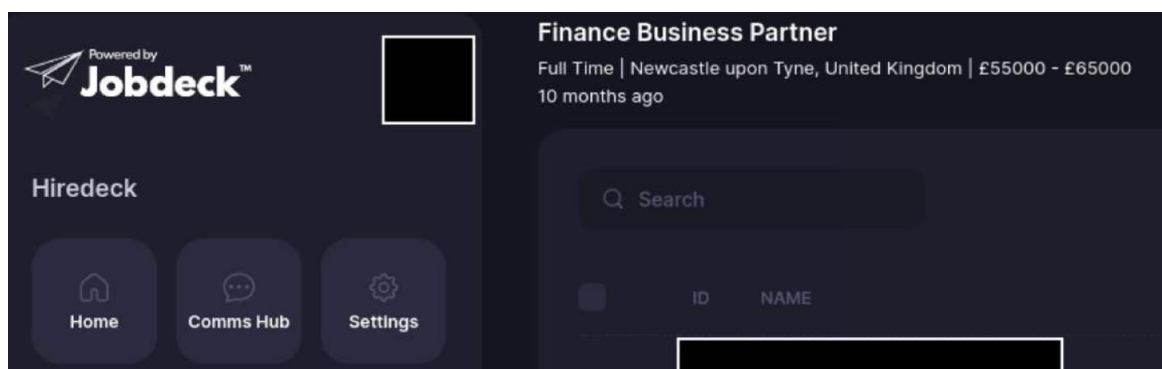 Powered by
Jobdeck™
Hiredeck
Home
Comms Hub
Settings
Finance Business Partner
Full Time | Newcastle upon Tyne, United Kingdom | £55000 - £65000
10 months ago
Search
ID NAME